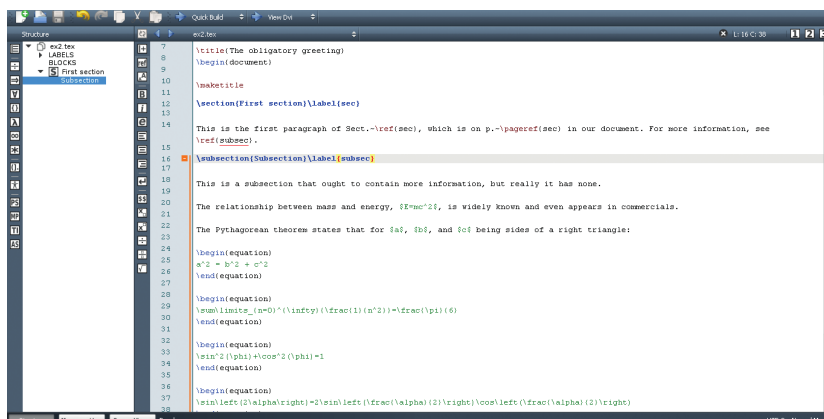 Quick Build
View Dvi
Structure
ex2.tex
L: 16 C: 38
1 2 3
ex2.tex
LABELS
BLOCKS
First section
Subsection
7 \title{The obligatory greeting}
8 \begin{document}
9
10 \maketitle
11
12 \section{First section}\label{sec}
13
14 This is the first paragraph of Sect.~\ref{sec}, which is on p.~\pageref{sec} in our document. For more information, see
\ref{subsec}.
15
16 \subsection{Subsection}\label{subsec}
17
18 This is a subsection that ought to contain more information, but really it has none.
19
20 The relationship between mass and energy, $E=mc^2$, is widely known and even appears in commercials.
21
22 The Pythagorean theorem states that for $a$, $b$, and $c$ being sides of a right triangle:
23
24 \begin{equation}
25 a^2 = b^2 + c^2
26 \end{equation}
27
28 \begin{equation}
29 \sum\limits_{n=0}^{\infty}{\frac{1}{n^2}}=\frac{\pi}{6}
30 \end{equation}
31
32 \begin{equation}
33 \sin^2{\phi}+\cos^2{\phi}=1
34 \end{equation}
35
36 \begin{equation}
37 \sin\left{2\alpha\right}=2\sin\left{\frac{\alpha}{2}\right}\cos\left{\frac{\alpha}{2}\right}
38